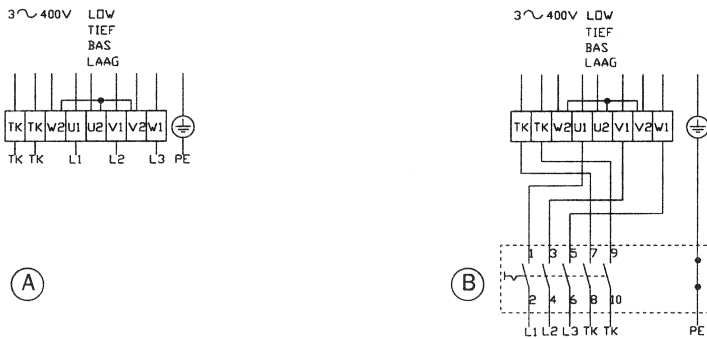 3~ 400V LOW
TIEF
BAS
LAAG
TK TK W2 U1 U2 V1 V2 W1
TK TK L1 L2 L3 PE
A
3~ 400V LOW
TIEF
BAS
LAAG
TK TK W2 U1 U2 V1 V2 W1
1 3 5 7 9
B
2 4 6 8 10
L1 L2 L3 TK TK PE